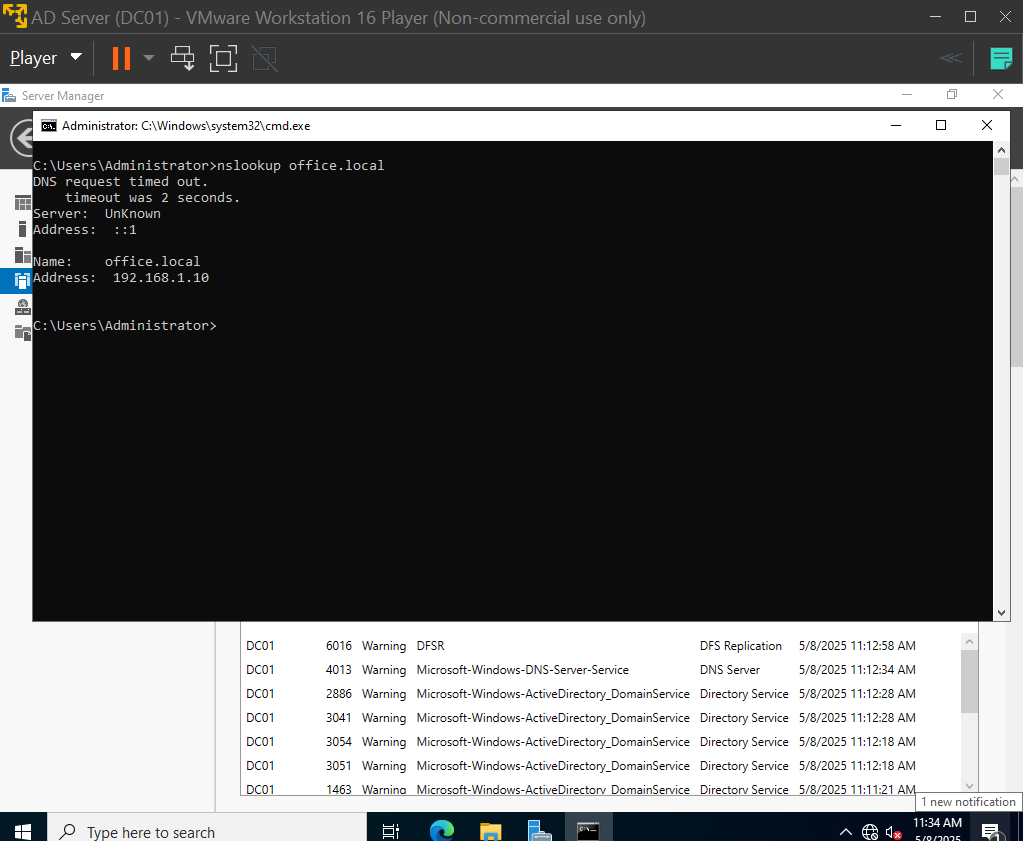 AD Server (DC01) - VMware Workstation 16 Player (Non-commercial use only)
Player
Server Manager
Administrator: C:\Windows\system32\cmd.exe
C:\Users\Administrator>nslookup office.local
DNS request timed out.
    timeout was 2 seconds.
Server:  UnKnown
Address:  ::1
Name:    office.local
Address:  192.168.1.10
C:\Users\Administrator>
DC01 6016 Warning DFSR DFS Replication 5/8/2025 11:12:58 AM
DC01 4013 Warning Microsoft-Windows-DNS-Server-Service DNS Server 5/8/2025 11:12:34 AM
DC01 2886 Warning Microsoft-Windows-ActiveDirectory_DomainService Directory Service 5/8/2025 11:12:28 AM
DC01 3041 Warning Microsoft-Windows-ActiveDirectory_DomainService Directory Service 5/8/2025 11:12:28 AM
DC01 3054 Warning Microsoft-Windows-ActiveDirectory_DomainService Directory Service 5/8/2025 11:12:18 AM
DC01 3051 Warning Microsoft-Windows-ActiveDirectory_DomainService Directory Service 5/8/2025 11:12:18 AM
DC01 1463 Warning Microsoft-Windows-ActiveDirectory_DomainService Directory Service 5/8/2025 11:11:21 AM
1 new notification
Type here to search
11:34 AM
5/8/2025
1